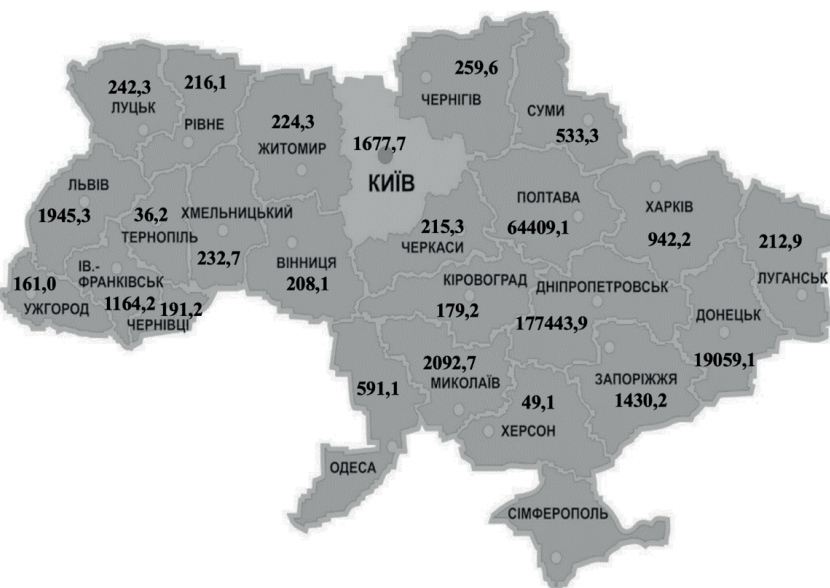 259,6
ЧЕРНІГІВ
242,3
ЛУЦЬК
216,1
РІВНЕ
224,3
ЖИТОМИР
1677,7
КИЇВ
СУМИ
533,3
ЛЬВІВ
1945,3
36,2
ТЕРНОПІЛЬ
ХМЕЛЬНИЦЬКИЙ
232,7
ВІННИЦЯ
208,1
215,3
ЧЕРКАСИ
ПОЛТАВА
64409,1
ХАРКІВ
942,2
212,9
ЛУГАНСЬК
161,0
УЖГОРОД
ІВ.-
ФРАНКІВСЬК
1164,2
191,2
ЧЕРНІВЦІ
КІРОВОГРАД
179,2
ДНІПРОПЕТРОВСЬК
177443,9
ДОНЕЦЬК
19059,1
591,1
2092,7
МИКОЛАЇВ
49,1
ХЕРСОН
ЗАПОРІЖЖЯ
1430,2
ОДЕСА
СІМФЕРОПОЛЬ